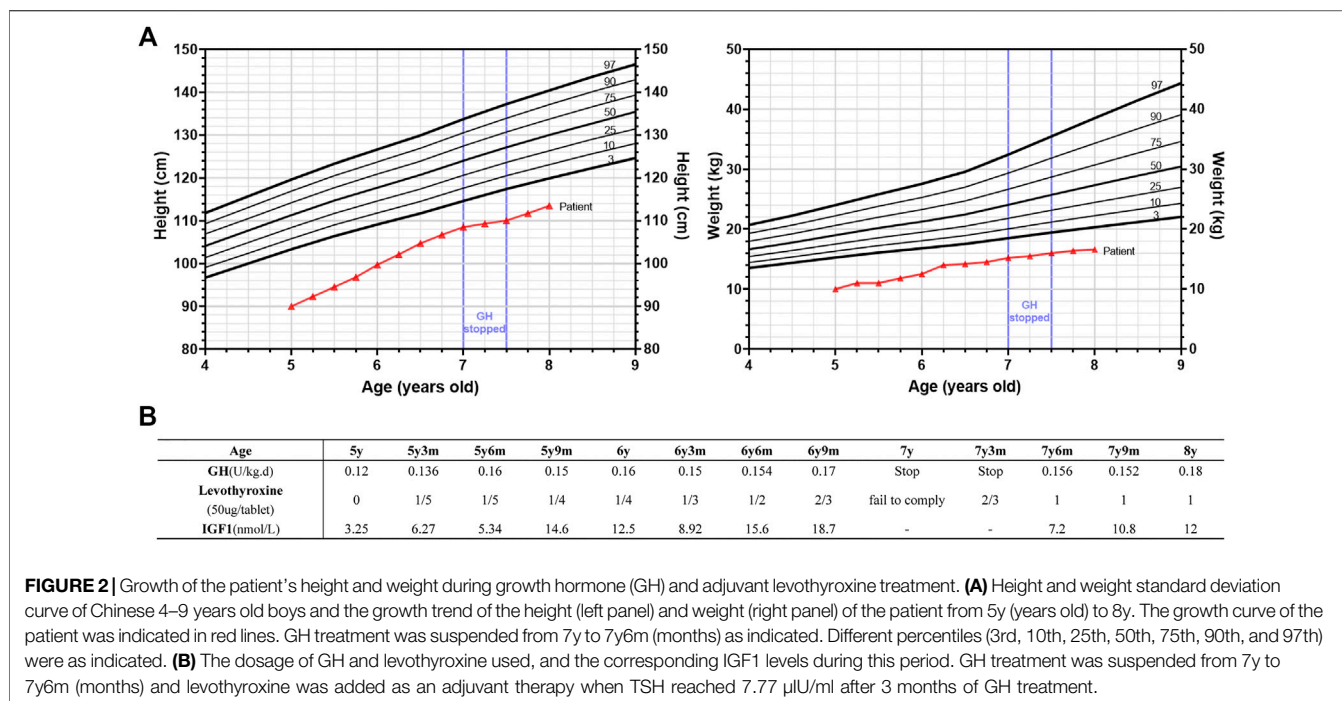 A
150
140
130
120
110
100
90
80
Height (cm)
97
90
75
50
25
10
3
Patient
GH
stopped
150
140
130
120
110
100
90
80
Height (cm)
4 5 6 7 8 9
Age (years old)
50
40
30
20
10
0
Weight (kg)
97
90
75
50
25
10
3
Patient
GH
stopped
50
40
30
20
10
0
Weight (kg)
4 5 6 7 8 9
Age (years old)
B
Age 5y 5y3m 5y6m 5y9m 6y 6y3m 6y6m 6y9m 7y 7y3m 7y6m 7y9m 8y
GH(U/kg.d) 0.12 0.136 0.16 0.15 0.16 0.15 0.154 0.17 Stop Stop 0.156 0.152 0.18
Levothyroxine
(50ug/tablet) 0 1/5 1/5 1/4 1/4 1/3 1/2 2/3 fail to comply 2/3 1 1 1
IGF1(nmol/L) 3.25 6.27 5.34 14.6 12.5 8.92 15.6 18.7 - - 7.2 10.8 12
FIGURE 2 | Growth of the patient's height and weight during growth hormone (GH) and adjuvant levothyroxine treatment. (A) Height and weight standard deviation
curve of Chinese 4–9 years old boys and the growth trend of the height (left panel) and weight (right panel) of the patient from 5y (years old) to 8y. The growth curve of the
patient was indicated in red lines. GH treatment was suspended from 7y to 7y6m (months) as indicated. Different percentiles (3rd, 10th, 25th, 50th, 75th, 90th, and 97th)
were as indicated. (B) The dosage of GH and levothyroxine used, and the corresponding IGF1 levels during this period. GH treatment was suspended from 7y to
7y6m (months) and levothyroxine was added as an adjuvant therapy when TSH reached 7.77 μIU/ml after 3 months of GH treatment.